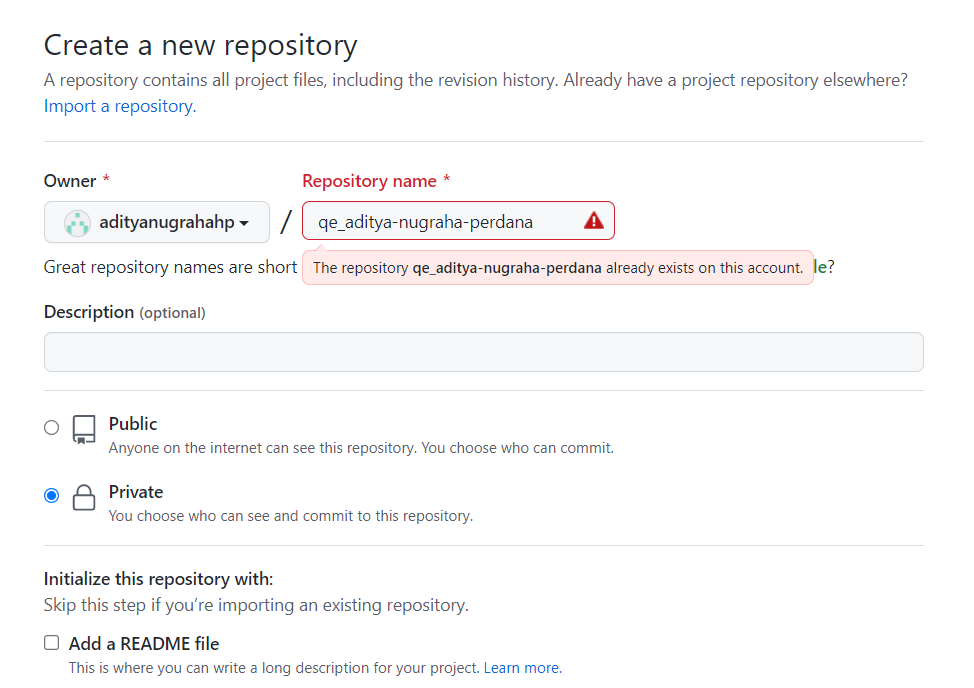 Create a new repository
A repository contains all project files, including the revision history. Already have a project repository elsewhere?
Import a repository.
Owner *
Repository name *
adityanugrahahp
/
qe_aditya-nugraha-perdana
Great repository names are short
The repository qe_aditya-nugraha-perdana already exists on this account.
le?
Description (optional)
Public
Anyone on the internet can see this repository. You choose who can commit.
Private
You choose who can see and commit to this repository.
Initialize this repository with:
Skip this step if you’re importing an existing repository.
Add a README file
This is where you can write a long description for your project. Learn more.